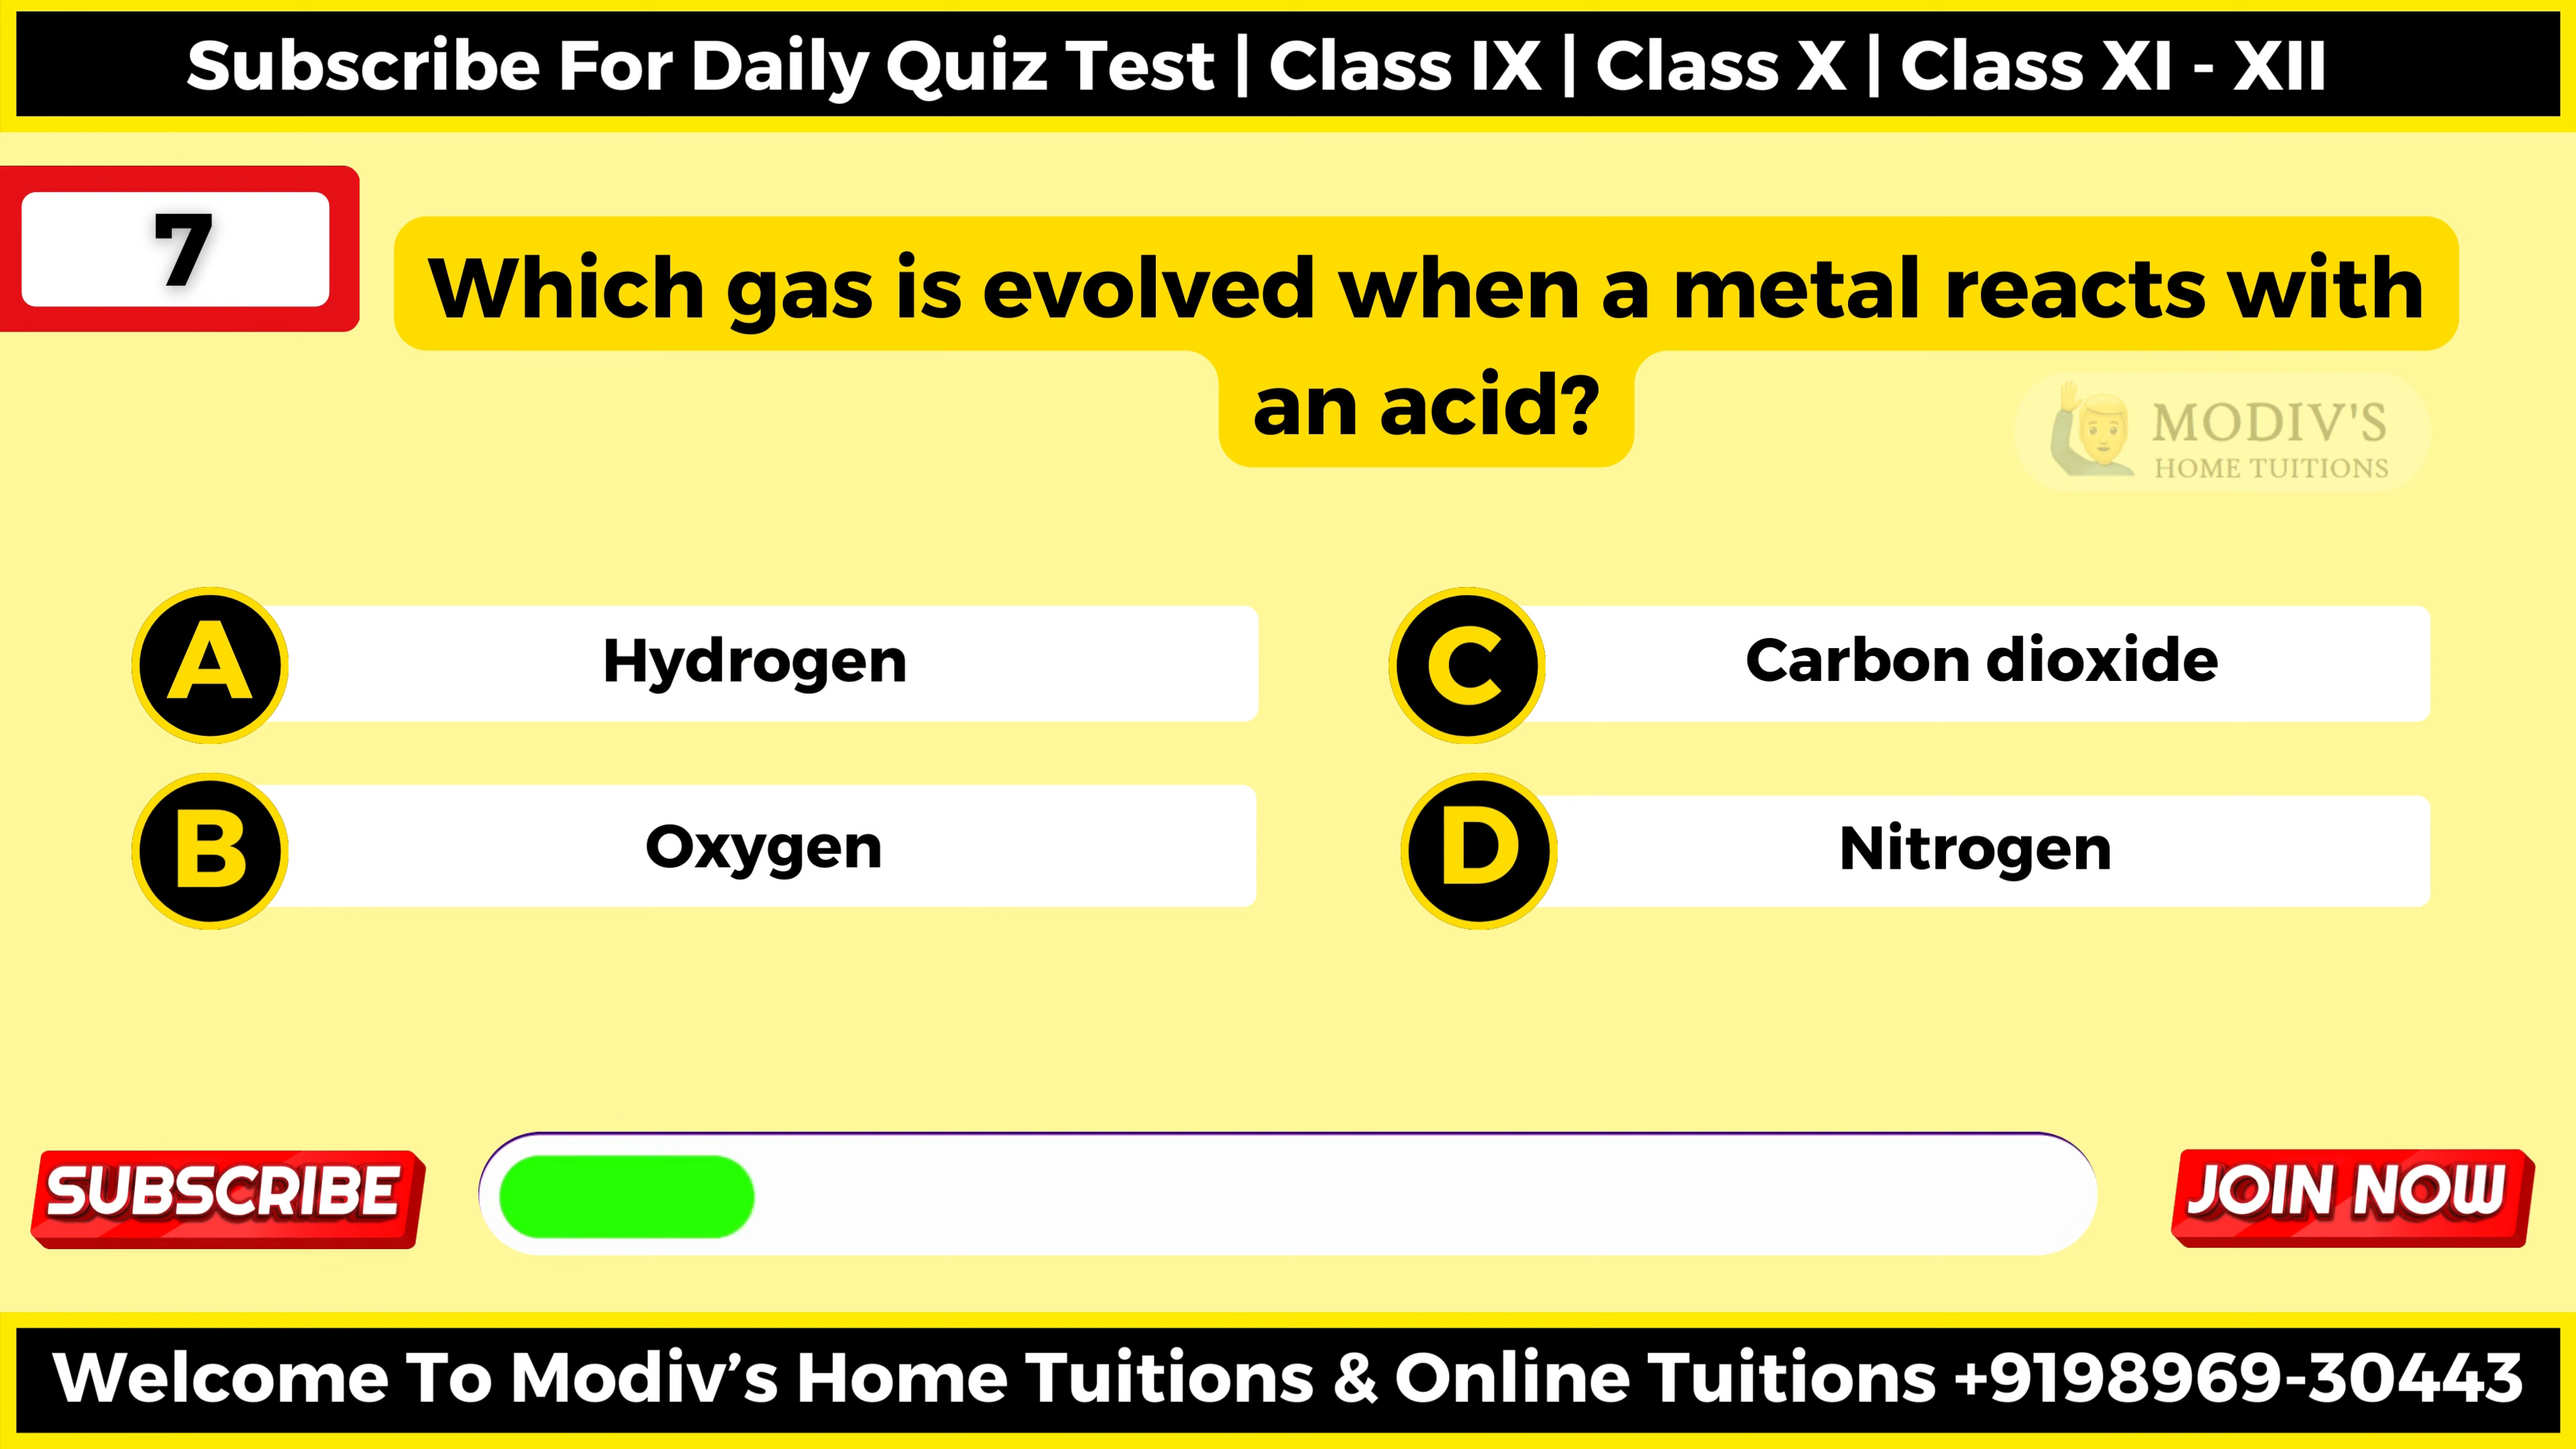 Subscribe For Daily Quiz Test | Class IX | Class X | Class XI - XII
7
Which gas is evolved when a metal reacts with
an acid?
MODIV'S
HOME TUITIONS
A
Hydrogen
C
Carbon dioxide
B
Oxygen
D
Nitrogen
SUBSCRIBE
JOIN NOW
Welcome To Modiv’s Home Tuitions & Online Tuitions +9198969-30443